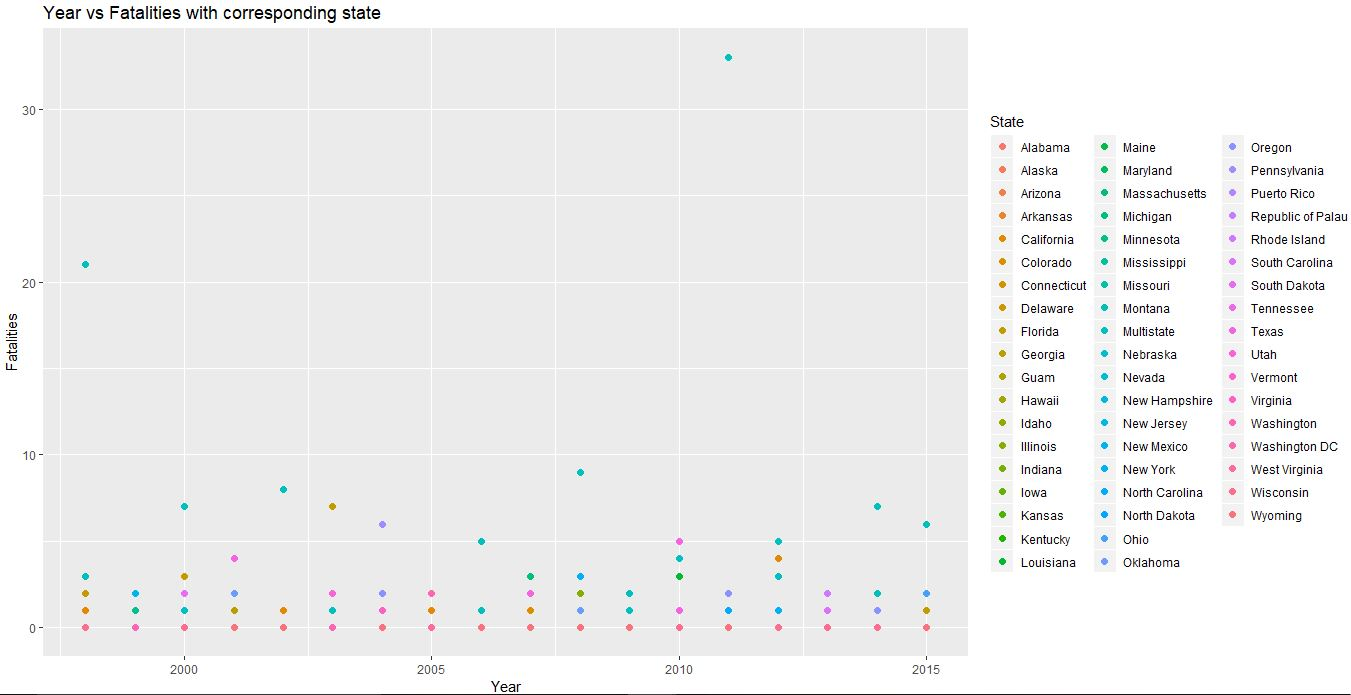 Year vs Fatalities with corresponding state
30
20
10
0
Fatalities
2000 2005 2010 2015
Year
State
Alabama Maine Oregon
Alaska Maryland Pennsylvania
Arizona Massachusetts Puerto Rico
Arkansas Michigan Republic of Palau
California Minnesota Rhode Island
Colorado Mississippi South Carolina
Connecticut Missouri South Dakota
Delaware Montana Tennessee
Florida Multistate Texas
Georgia Nebraska Utah
Guam Nevada Vermont
Hawaii New Hampshire Virginia
Idaho New Jersey Washington
Illinois New Mexico Washington DC
Indiana New York West Virginia
Iowa North Carolina Wisconsin
Kansas North Dakota Wyoming
Kentucky Ohio
Louisiana Oklahoma